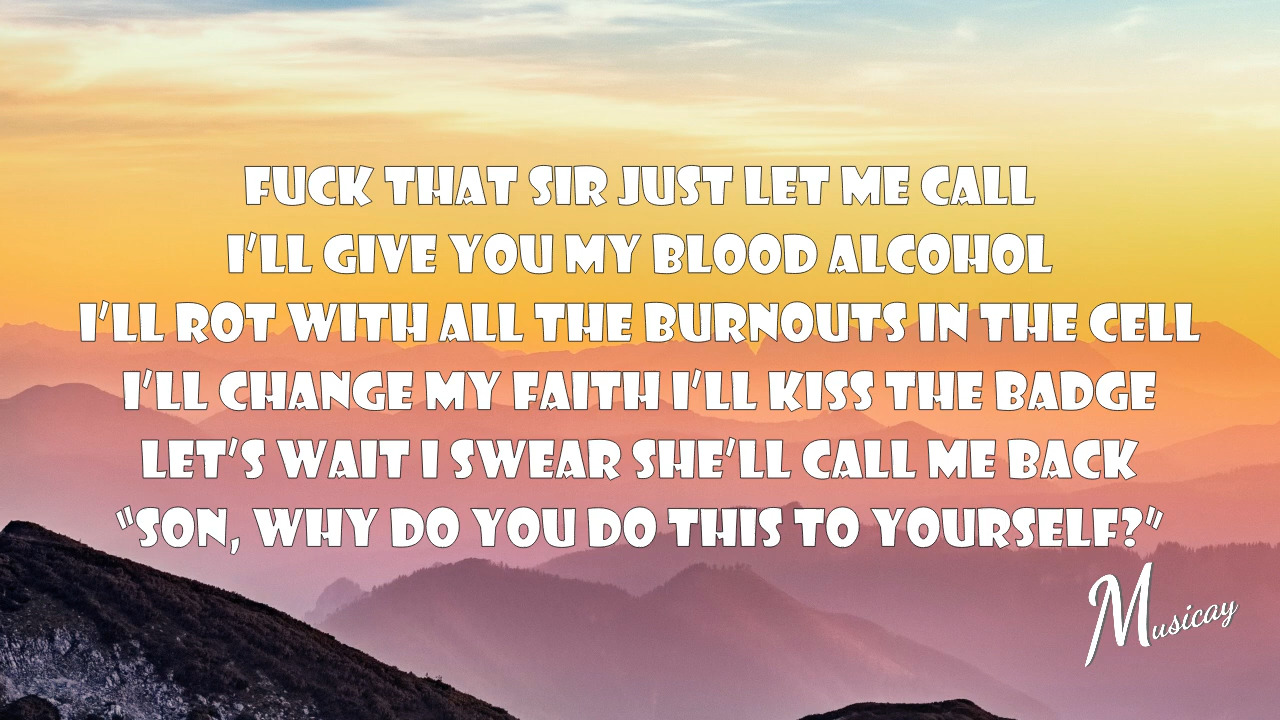 FUCK THAT SIR JUST LET ME CALL
I'LL GIVE YOU MY BLOOD ALCOHOL
I'LL ROT WITH ALL THE BURNOUTS IN THE CELL
I'LL CHANGE MY FAITH I'LL KISS THE BADGE
LET'S WAIT I SWEAR SHE'LL CALL ME BACK
"SON, WHY DO YOU DO THIS TO YOURSELF?"
Musicay